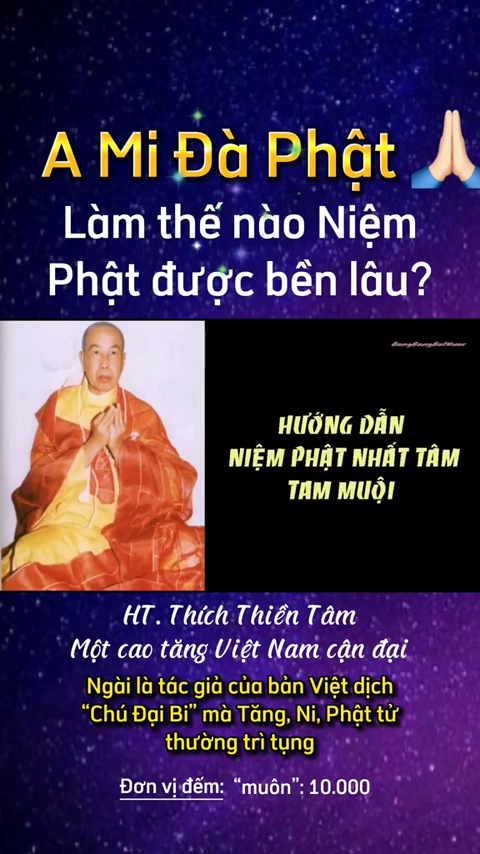 A Mi Đà Phật 🙏🏻
Làm thế nào Niệm
Phật được bền lâu?
BongBongBotNuoc
HƯỚNG DẪN
NIỆM PHẬT NHẤT TÂM
TAM MUỘI
HT. Thích Thiền Tâm
Một cao tăng Việt Nam cận đại
Ngài là tác giả của bản Việt dịch
“Chú Đại Bi” mà Tăng, Ni, Phật tử
thường trì tụng
Đơn vị đếm: “muôn”: 10.000